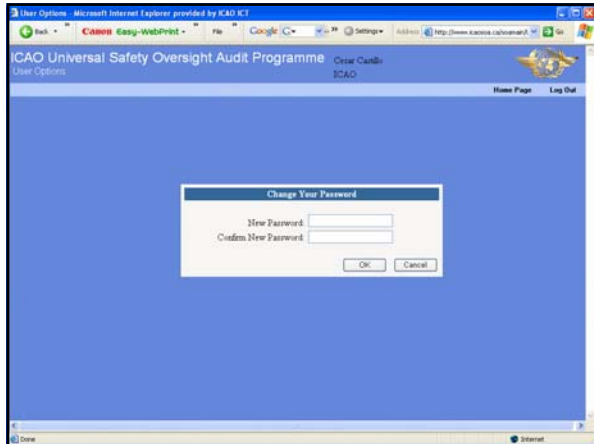 User Options - Microsoft Internet Explorer provided by ICAO ICT
Back
Canon Easy-WebPrint
File
Google
Settings
Address
Go
ICAO Universal Safety Oversight Audit Programme
Cesar Castillo
User Options
ICAO
Home Page Log Out
Change Your Password
New Password:
Confirm New Password:
OK Cancel
Done
Internet